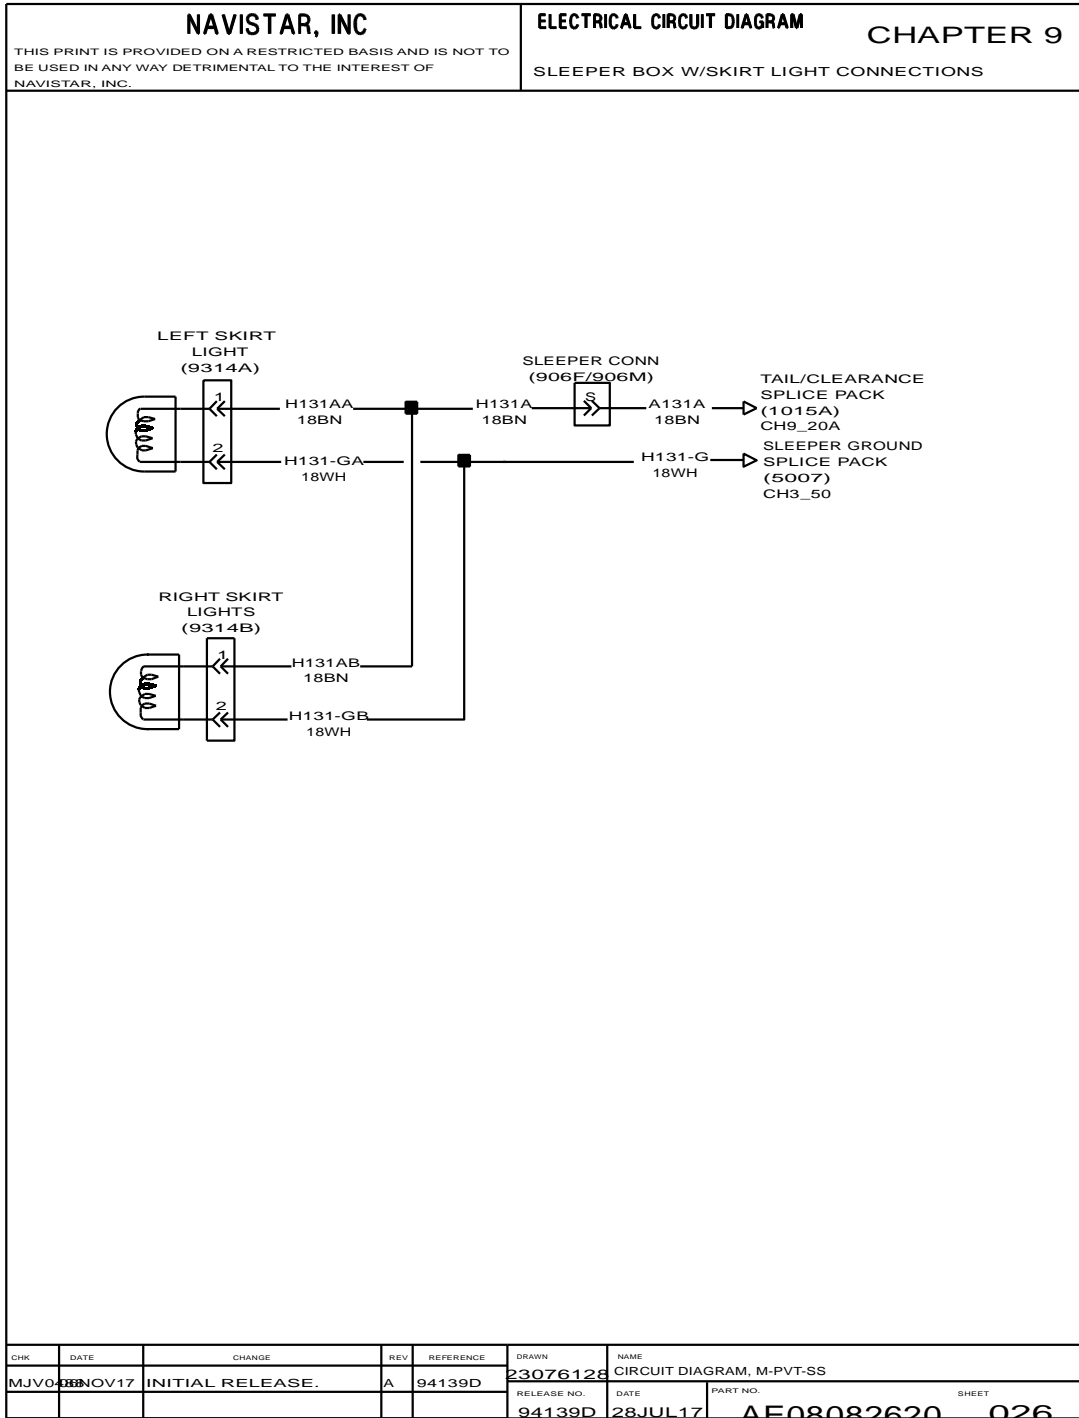 NAVISTAR, INC
THIS PRINT IS PROVIDED ON A RESTRICTED BASIS AND IS NOT TO
BE USED IN ANY WAY DETRIMENTAL TO THE INTEREST OF
NAVISTAR, INC.
ELECTRICAL CIRCUIT DIAGRAM
CHAPTER 9
SLEEPER BOX W/SKIRT LIGHT CONNECTIONS
LEFT SKIRT
LIGHT
(9314A)
1
H131AA
18BN
2
H131-GA
18WH
SLEEPER CONN
(906F/906M)
H131A
18BN
S
A131A
18BN
TAIL/CLEARANCE
SPLICE PACK
(1015A)
CH9_20A
H131-G
18WH
SLEEPER GROUND
SPLICE PACK
(5007)
CH3_50
RIGHT SKIRT
LIGHTS
(9314B)
1
H131AB
18BN
2
H131-GB
18WH
CHK DATE CHANGE REV REFERENCE
INITIAL RELEASE. A 94139D
DRAWN
23076128
NAME
CIRCUIT DIAGRAM, M-PVT-SS
RELEASE NO.
94139D
DATE
28JUL17
PART NO.
AE08082620
SHEET
026